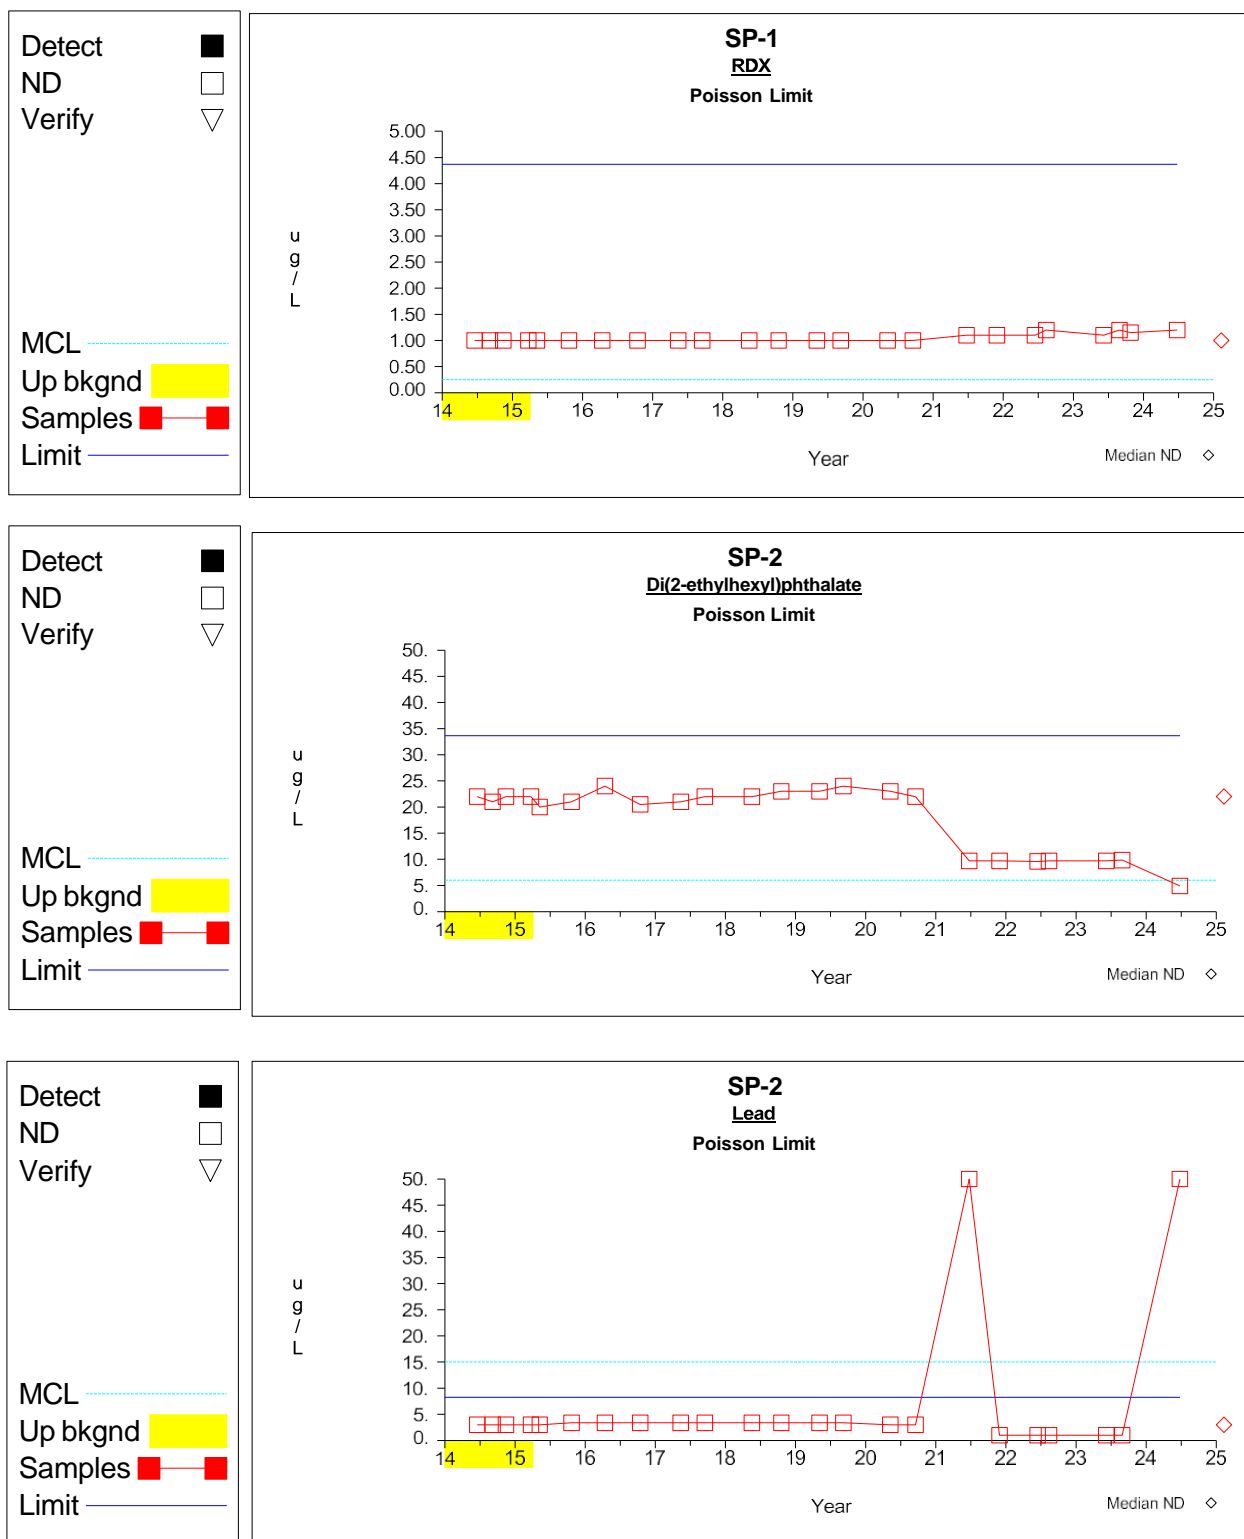 Detect
ND
Verify
MCL
Up bkgnd
Samples
Limit
SP-1
RDX
Poisson Limit
5.00
4.50
4.00
3.50
3.00
2.50
2.00
1.50
1.00
0.50
0.00
u
g
/
L
14 15 16 17 18 19 20 21 22 23 24 25
Year
Median ND
Detect
ND
Verify
MCL
Up bkgnd
Samples
Limit
SP-2
Di(2-ethylhexyl)phthalate
Poisson Limit
50.
45.
40.
35.
30.
25.
20.
15.
10.
5.
0.
u
g
/
L
14 15 16 17 18 19 20 21 22 23 24 25
Year
Median ND
Detect
ND
Verify
MCL
Up bkgnd
Samples
Limit
SP-2
Lead
Poisson Limit
50.
45.
40.
35.
30.
25.
20.
15.
10.
5.
0.
u
g
/
L
14 15 16 17 18 19 20 21 22 23 24 25
Year
Median ND